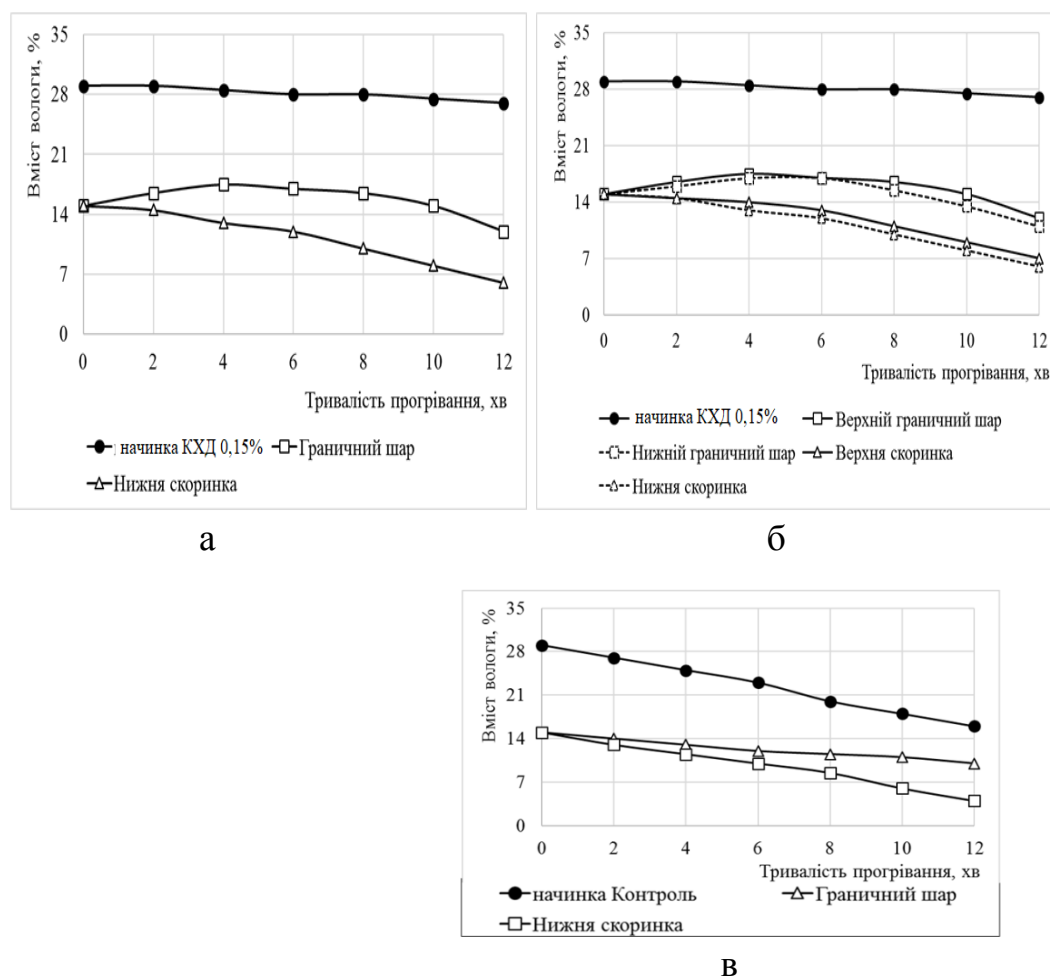 Вміст вологи, %
35
28
21
14
7
0
0 2 4 6 8 10 12
Тривалість прогрівання, хв
начинка КХД 0,15% Граничний шар
Нижня скоринка
а
Вміст вологи, %
35
28
21
14
7
0
0 2 4 6 8 10 12
Тривалість прогрівання, хв
начинка КХД 0,15% Верхній граничний шар
Нижній граничний шар Верхня скоринка
Нижня скоринка
б
Вміст вологи, %
35
28
21
14
7
0
0 2 4 6 8 10 12
Тривалість прогрівання, хв
начинка Контроль Граничний шар
Нижня скоринка
в